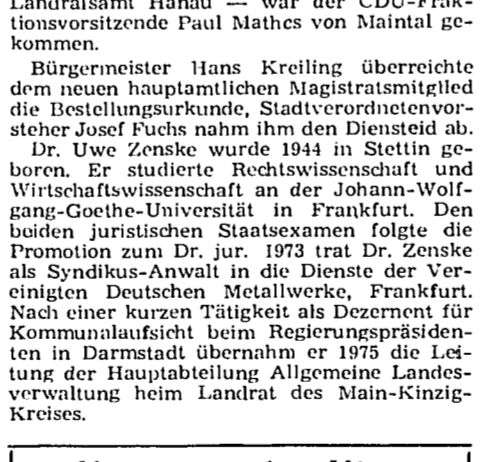 Landratsamt Hanau — war der CDU-Frak-
tionsvorsitzende Paul Mathes von Maintal ge-
kommen.
Bürgermeister Hans Kreiling überreichte
dem neuen hauptamtlichen Magistratsmitglied
die Bestellungsurkunde, Stadtverordnetenvor-
steher Josef Fuchs nahm ihm den Diensteid ab.
Dr. Uwe Zenske wurde 1944 in Stettin ge-
boren. Er studierte Rechtswissenschaft und
Wirtschaftswissenschaft an der Johann-Wolf-
gang-Goethe-Universität in Frankfurt. Den
beiden juristischen Staatsexamen folgte die
Promotion zum Dr. jur. 1973 trat Dr. Zenske
als Syndikus-Anwalt in die Dienste der Ver-
einigten Deutschen Metallwerke, Frankfurt.
Nach einer kurzen Tätigkeit als Dezernent für
Kommunalaufsicht beim Regierungspräsiden-
ten in Darmstadt übernahm er 1975 die Lei-
tung der Hauptabteilung Allgemeine Landes-
verwaltung beim Landrat des Main-Kinzig-
Kreises.